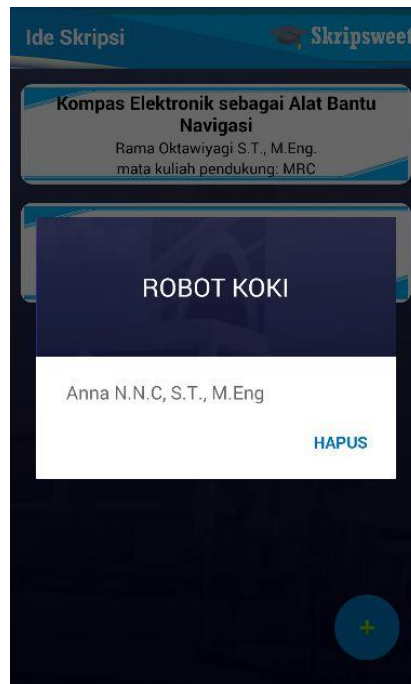 Ide Skripsi
Skripsweet
Kompas Elektronik sebagai Alat Bantu
Navigasi
Rama Oktawiyagi S.T., M.Eng.
mata kuliah pendukung: MRC
ROBOT KOKI
Anna N.N.C, S.T., M.Eng
HAPUS
+